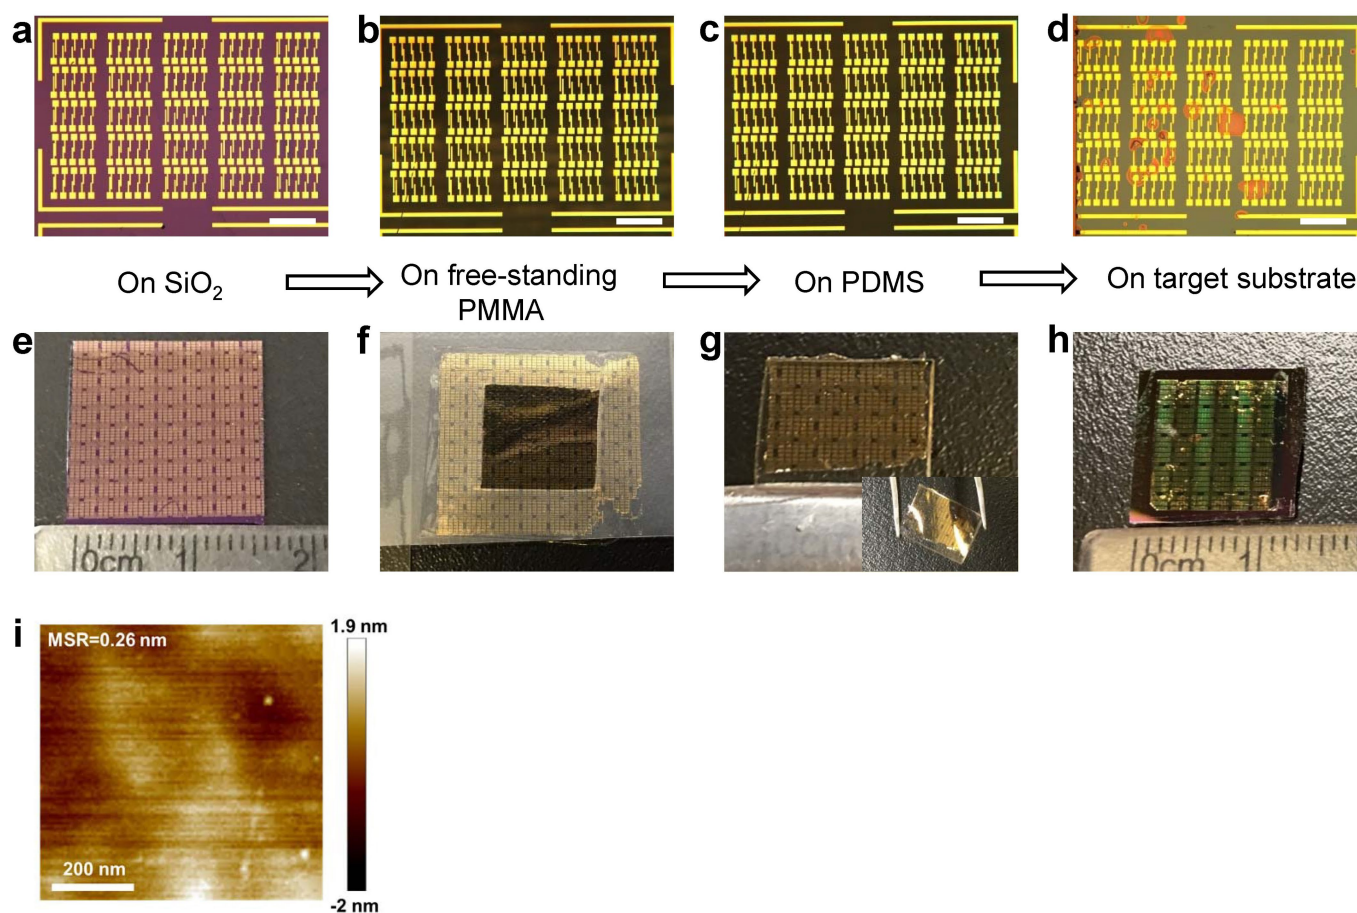 a
b
c
d
On SiO₂
On free-standing
PMMA
On PDMS
On target substrate
e
f
g
h
0cm 1 2
0cm 1
i
MSR=0.26 nm
1.9 nm
200 nm
-2 nm